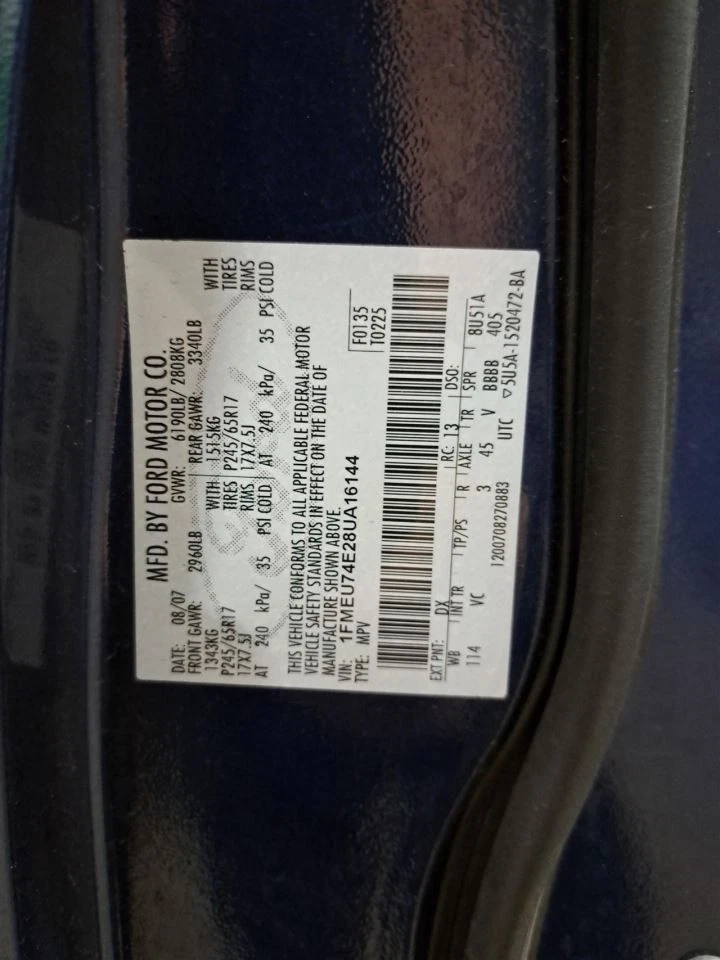 MFD. BY FORD MOTOR CO.
DATE: 08/07 GVWR: 6190LB/ 2808KG
FRONT GAWR: 2960LB REAR GAWR: 3340LB
1343KG WITH 1515KG WITH
P245/65R17 TIRES P245/65R17 TIRES
17X7.5J RIMS 17X7.5J RIMS
AT 240 kPa/ 35 PSI COLD AT 240 kPa/ 35 PSI COLD
THIS VEHICLE CONFORMS TO ALL APPLICABLE FEDERAL MOTOR
VEHICLE SAFETY STANDARDS IN EFFECT ON THE DATE OF
MANUFACTURE SHOWN ABOVE.
VIN: 1FMEU74E28UA16144 F0135
TYPE: MPV T0225
EXT PNT: DX RC: 13 DSO:
WB INT TR TP/PS R AXLE TR SPR 8U51A
114 VC 3 45 V BBBB 405
1200708270883 UTC ▽5U5A-1520472-BA